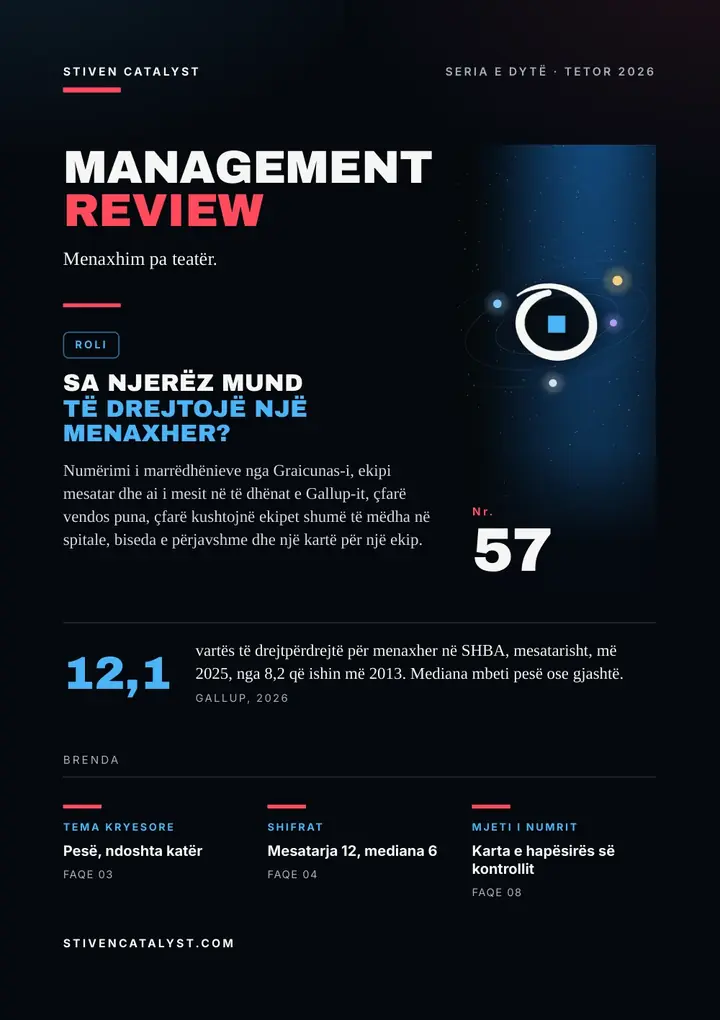 STIVEN CATALYST
SERIA E DYTË · TETOR 2026
MANAGEMENT
REVIEW
Menaxhim pa teatër.
ROLI
SA NJERËZ MUND
TË DREJTOJË NJË
MENAXHER?
Numërimi i marrëdhënieve nga Graicunas-i, ekipi
mesatar dhe ai i mesit në të dhënat e Gallup-it, çfarë
vendos puna, çfarë kushtojnë ekipet shumë të mëdha në
spitale, biseda e përjavshme dhe një kartë për një ekip.
Nr.
57
12,1
vartës të drejtpërdrejtë për menaxher në SHBA, mesatarisht, më
2025, nga 8,2 që ishin më 2013. Mediana mbeti pesë ose gjashtë.
GALLUP, 2026
BRENDA
TEMA KRYESORE
Pesë, ndoshta katër
FAQE 03
SHIFRAT
Mesatarja 12, mediana 6
FAQE 04
MJETI I NUMRIT
Karta e hapësirës së
kontrollit
FAQE 08
STIVENCATALYST.COM